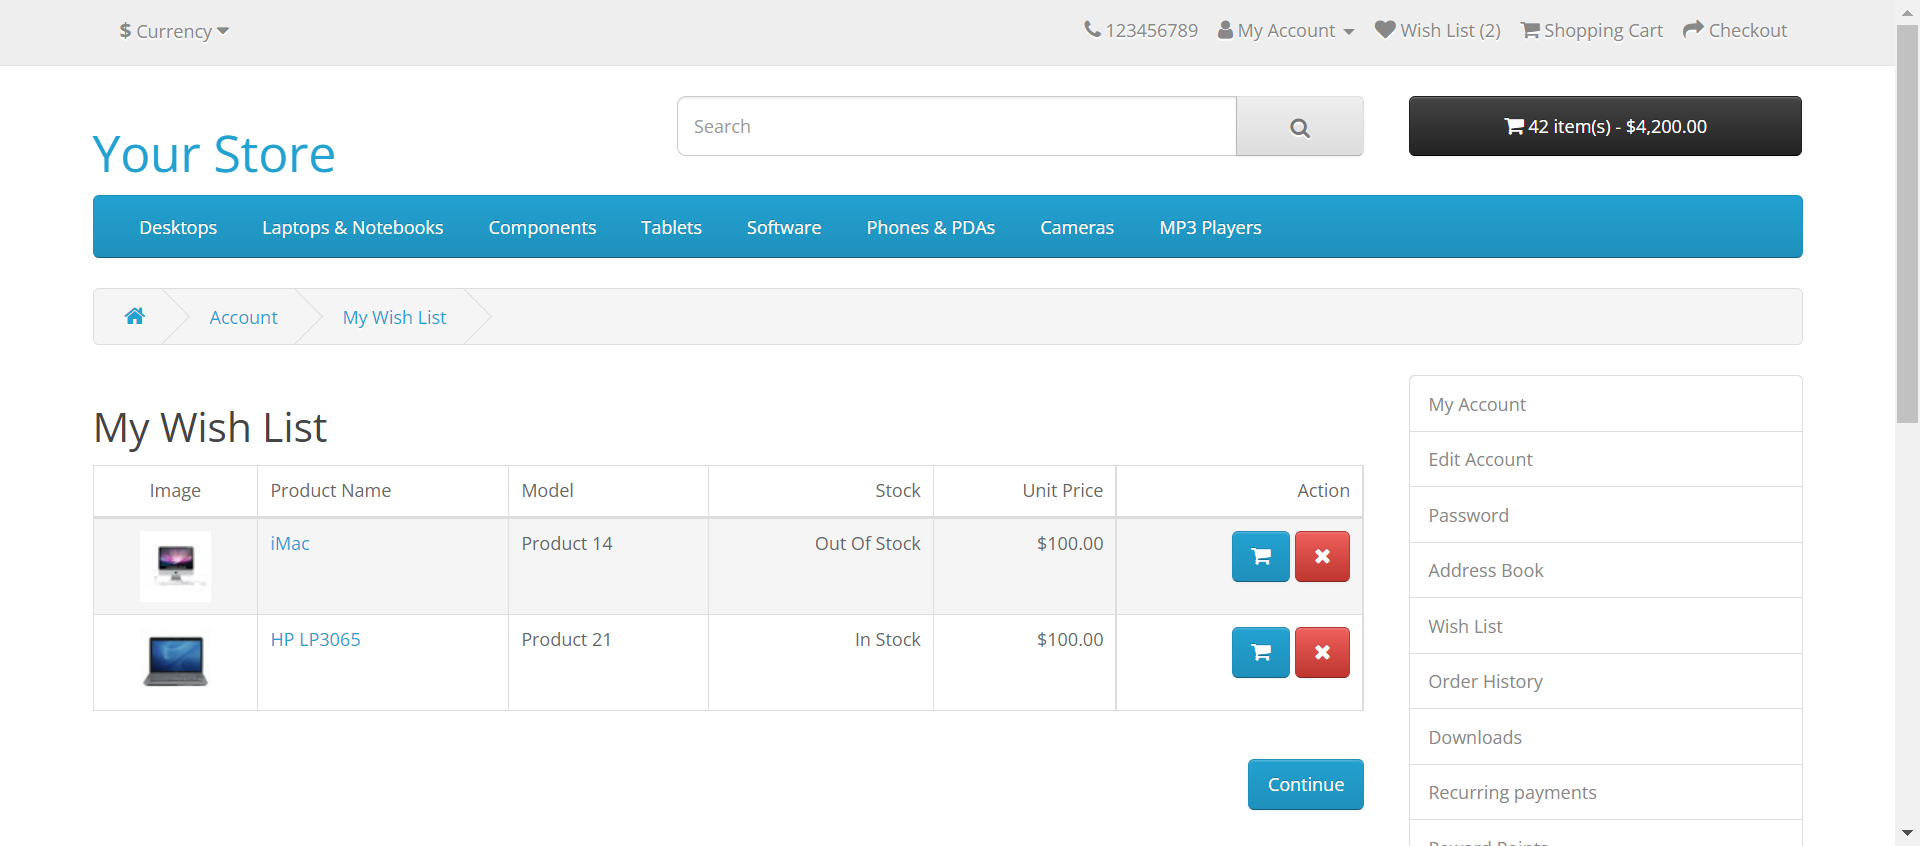 $ Currency
123456789 My Account Wish List (2) Shopping Cart Checkout
Your Store
Search
42 item(s) - $4,200.00
Desktops Laptops & Notebooks Components Tablets Software Phones & PDAs Cameras MP3 Players
Account My Wish List
My Wish List
Image Product Name Model Stock Unit Price Action
iMac Product 14 Out Of Stock $100.00
HP LP3065 Product 21 In Stock $100.00
Continue
My Account
Edit Account
Password
Address Book
Wish List
Order History
Downloads
Recurring payments